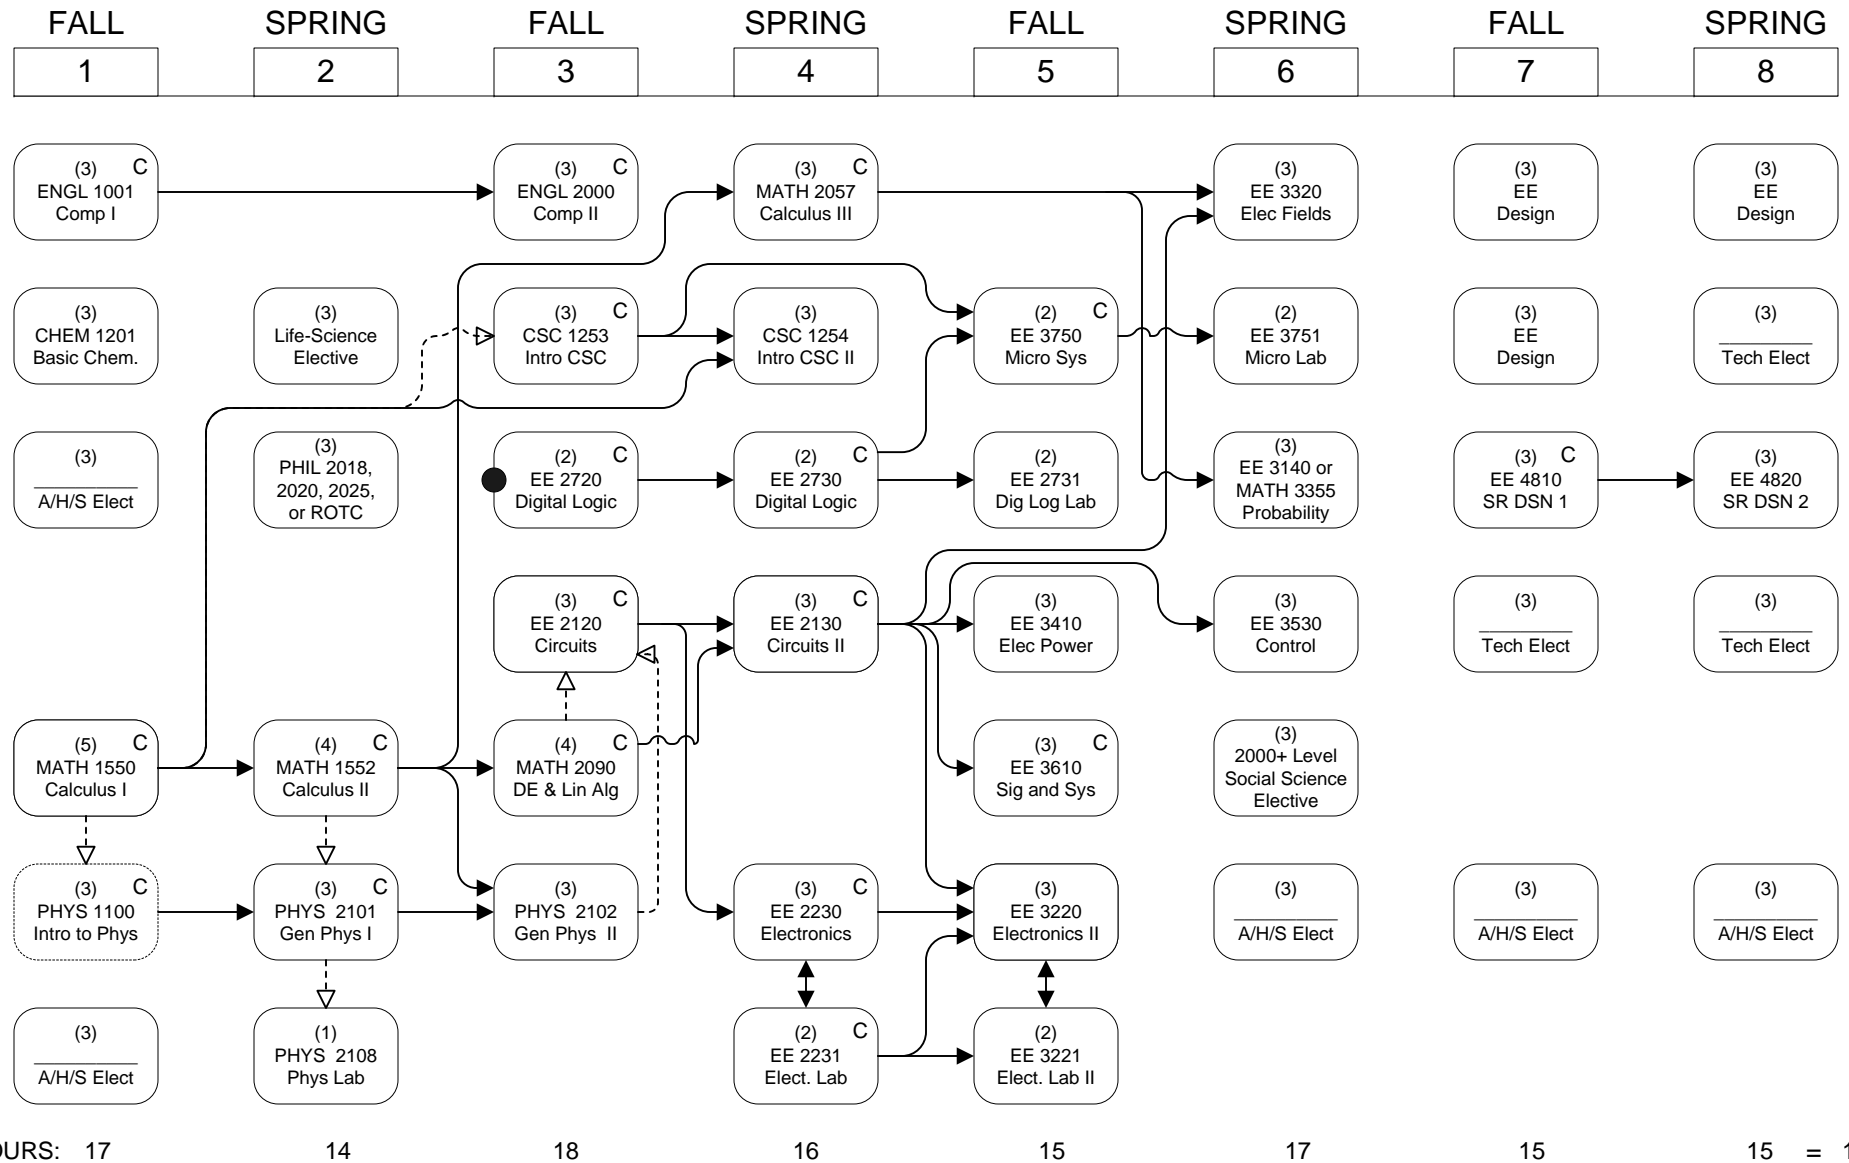 FALL SPRING FALL SPRING FALL SPRING FALL SPRING
1 2 3 4 5 6 7 8
(3) C
ENGL 1001
Comp I
(3) C
ENGL 2000
Comp II
(3) C
MATH 2057
Calculus III
(3)
EE 3320
Elec Fields
(3)
EE
Design
(3)
EE
Design
(3)
CHEM 1201
Basic Chem.
(3)
Life-Science
Elective
(3) C
CSC 1253
Intro CSC
(3)
CSC 1254
Intro CSC II
(2) C
EE 3750
Micro Sys
(2)
EE 3751
Micro Lab
(3)
EE
Design
(3)
Tech Elect
(3)
A/H/S Elect
(3)
PHIL 2018,
2020, 2025,
or ROTC
(2) C
EE 2720
Digital Logic
(2) C
EE 2730
Digital Logic
(2)
EE 2731
Dig Log Lab
(3)
EE 3140 or
MATH 3355
Probability
(3) C
EE 4810
SR DSN 1
(3)
EE 4820
SR DSN 2
(3) C
EE 2120
Circuits
(3) C
EE 2130
Circuits II
(3)
EE 3410
Elec Power
(3)
EE 3530
Control
(3)
Tech Elect
(3)
Tech Elect
(5) C
MATH 1550
Calculus I
(4) C
MATH 1552
Calculus II
(4) C
MATH 2090
DE & Lin Alg
(3) C
EE 3610
Sig and Sys
(3)
2000+ Level
Social Science
Elective
(3) C
PHYS 1100
Intro to Phys
(3) C
PHYS 2101
Gen Phys I
(3)
PHYS 2102
Gen Phys II
(3) C
EE 2230
Electronics
(3)
EE 3220
Electronics II
(3)
A/H/S Elect
(3)
A/H/S Elect
(3)
A/H/S Elect
(3)
A/H/S Elect
(1)
PHYS 2108
Phys Lab
(2) C
EE 2231
Elect. Lab
(2)
EE 3221
Elect. Lab II
OURS: 17 14 18 16 15 17 15 15 =